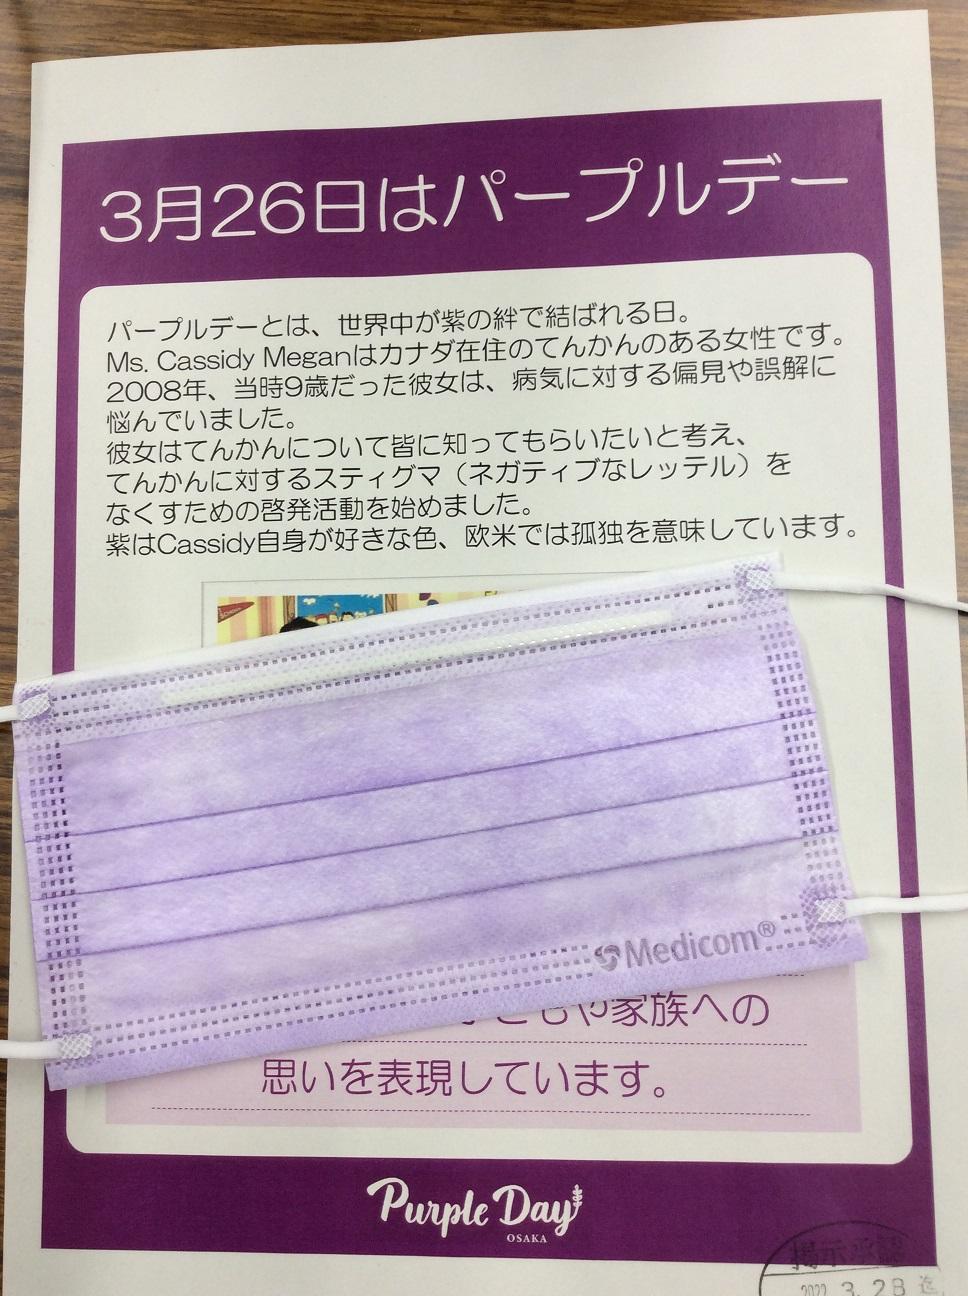 3月26日はパープルデー
パープルデーとは、世界中が紫の絆で結ばれる日。
Ms. Cassidy Meganはカナダ在住のてんかんのある女性です。
2008年、当時9歳だった彼女は、病気に対する偏見や誤解に
悩んでいました。
彼女はてんかんについて皆に知ってもらいたいと考え、
てんかんに対するスティグマ（ネガティブなレッテル）を
なくすための啓発活動を始めました。
紫はCassidy自身が好きな色、欧米では孤独を意味しています。
Medicom®
どもや家族への
思いを表現しています。
Purple Day
OSAKA
掲示承認
2022 3. 28 迄